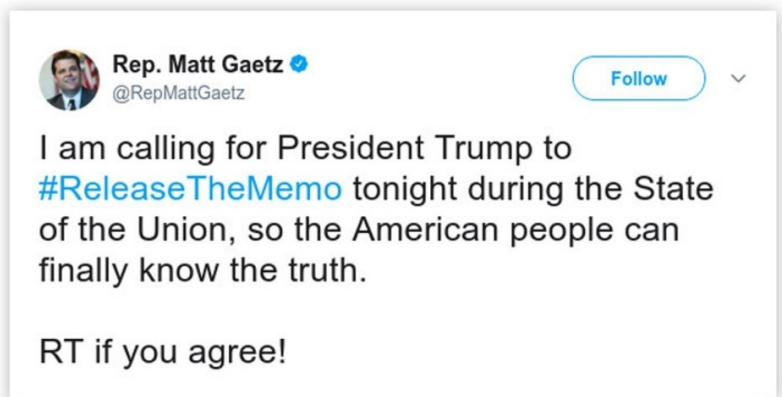 Rep. Matt Gaetz
@RepMattGaetz
Follow
I am calling for President Trump to
#ReleaseTheMemo tonight during the State
of the Union, so the American people can
finally know the truth.
RT if you agree!